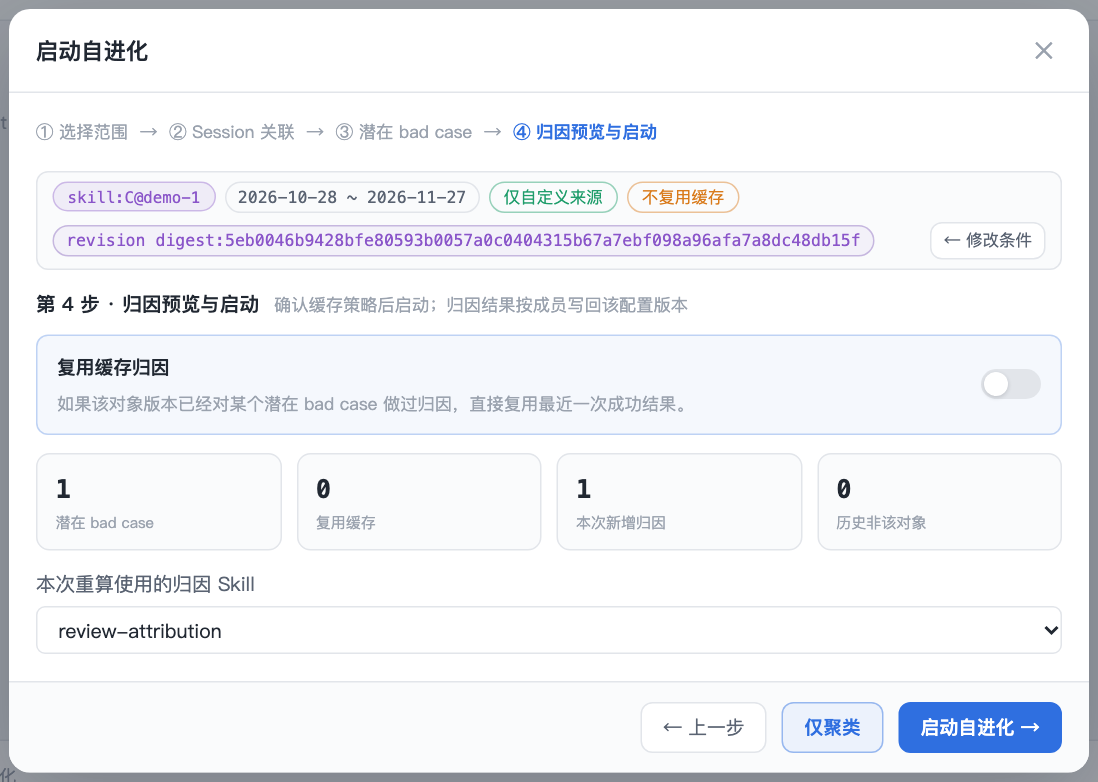 启动自进化
① 选择范围 → ② Session 关联 → ③ 潜在 bad case → ④ 归因预览与启动
skill:C@demo-1 2026-10-28 ~ 2026-11-27 仅自定义来源 不复用缓存
revision digest:5eb0046b9428bfe80593b0057a0c0404315b67a7ebf098a96afa7a8dc48db15f ← 修改条件
第 4 步 · 归因预览与启动 确认缓存策略后启动；归因结果按成员写回该配置版本
复用缓存归因
如果该对象版本已经对某个潜在 bad case 做过归因，直接复用最近一次成功结果。
1 0 1 0
潜在 bad case 复用缓存 本次新增归因 历史非该对象
本次重算使用的归因 Skill
review-attribution
← 上一步 仅聚类 启动自进化 →
t
化